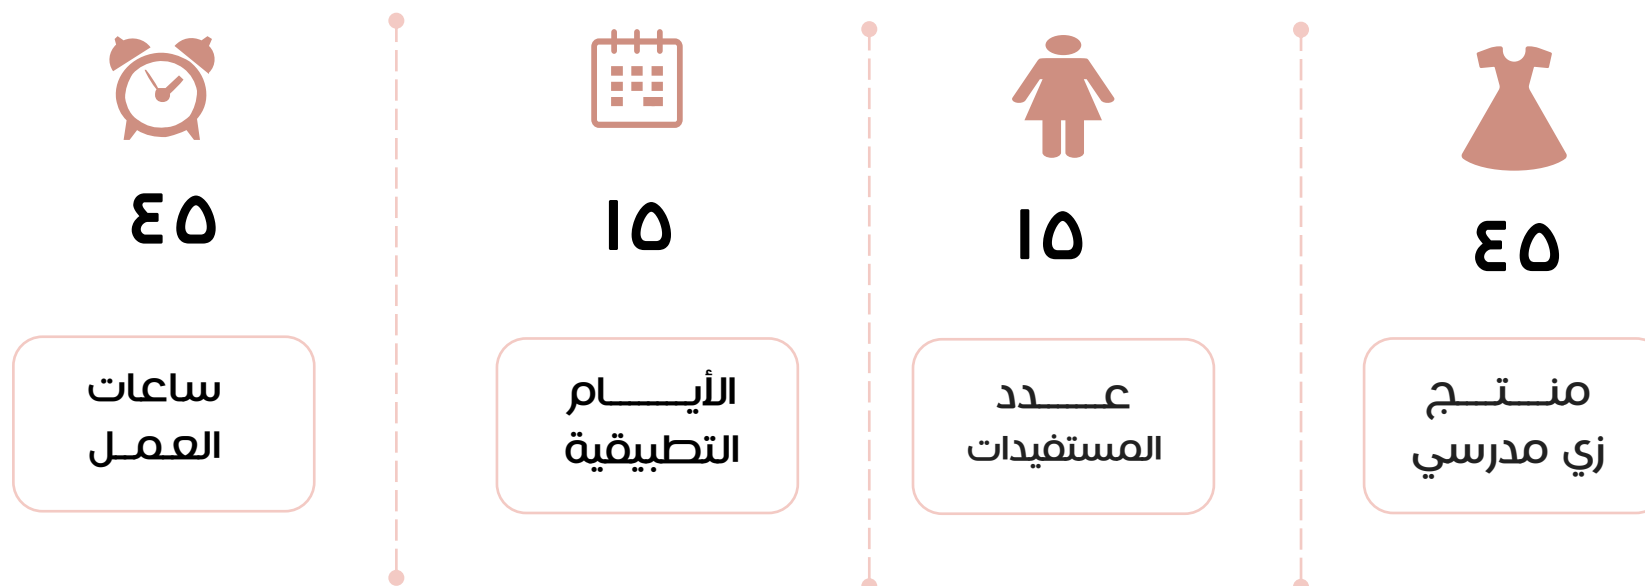 ٤٥
منتج
زي مدرسي
١٥
عدد
المستفيدات
١٥
الأيام
التطبيقية
٤٥
ساعات
العمل